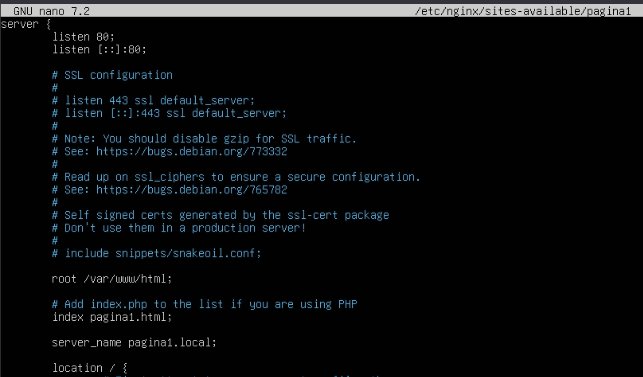 GNU nano 7.2 /etc/nginx/sites-available/pagina1
server {
listen 80;
listen [::]:80;
# SSL configuration
#
# listen 443 ssl default_server;
# listen [::]:443 ssl default_server;
#
# Note: You should disable gzip for SSL traffic.
# See: https://bugs.debian.org/773332
#
# Read up on ssl_ciphers to ensure a secure configuration.
# See: https://bugs.debian.org/765782
#
# Self signed certs generated by the ssl-cert package
# Don't use them in a production server!
#
# include snippets/snakeoil.conf;
root /var/www/html;
# Add index.php to the list if you are using PHP
index pagina1.html;
server_name pagina1.local;
location / {